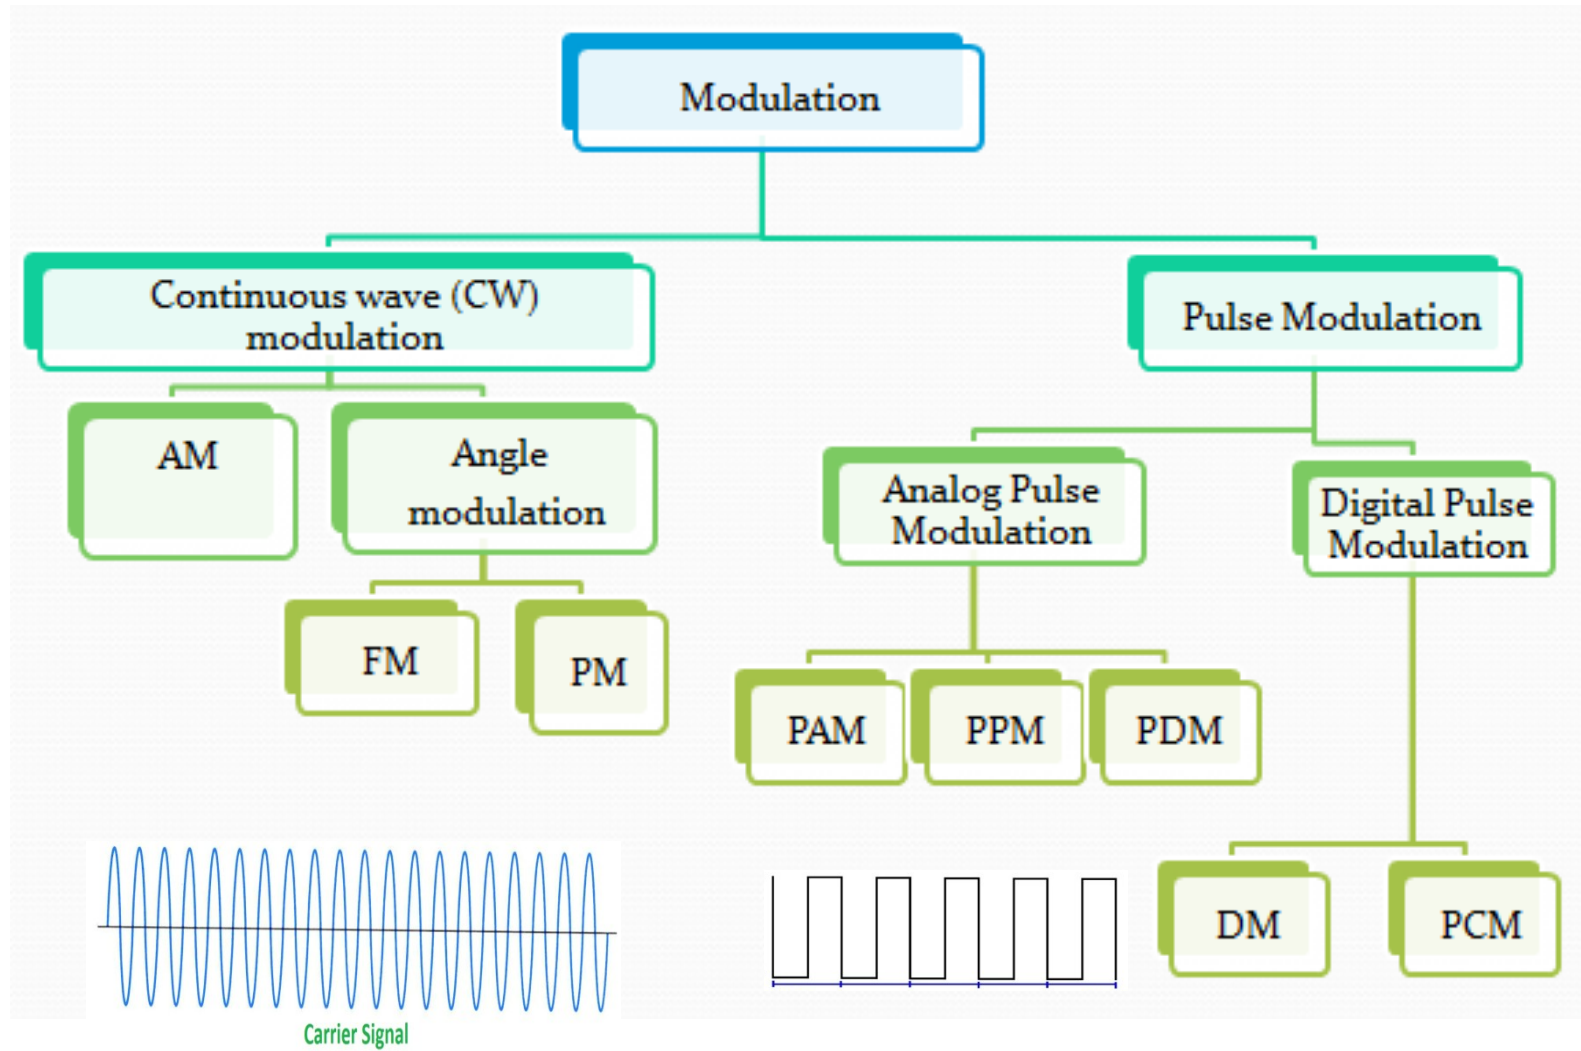 Modulation
Continuous wave (CW)
modulation
Pulse Modulation
AM
Angle
modulation
Analog Pulse
Modulation
Digital Pulse
Modulation
FM
PM
PAM
PPM
PDM
DM
PCM
Carrier Signal